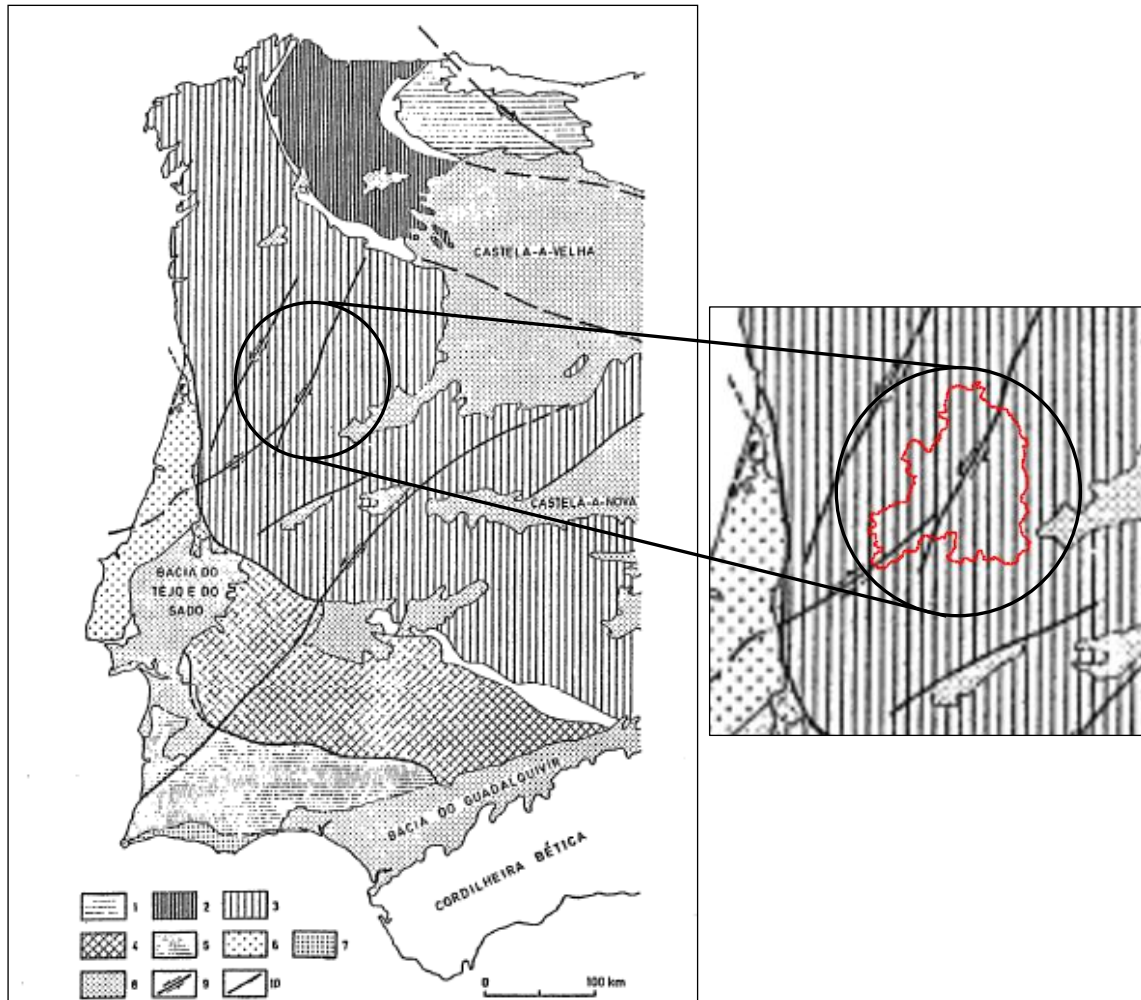 CASTELA-A-VELHA
CASTELA-A-NOVA
BACIA DO
TEJO E DO
SADO
BACIA DO GUADALQUIVIR
CORDILHEIRA BÉTICA
1 2 3
4 5 6 7
8 9 10
0 100 km